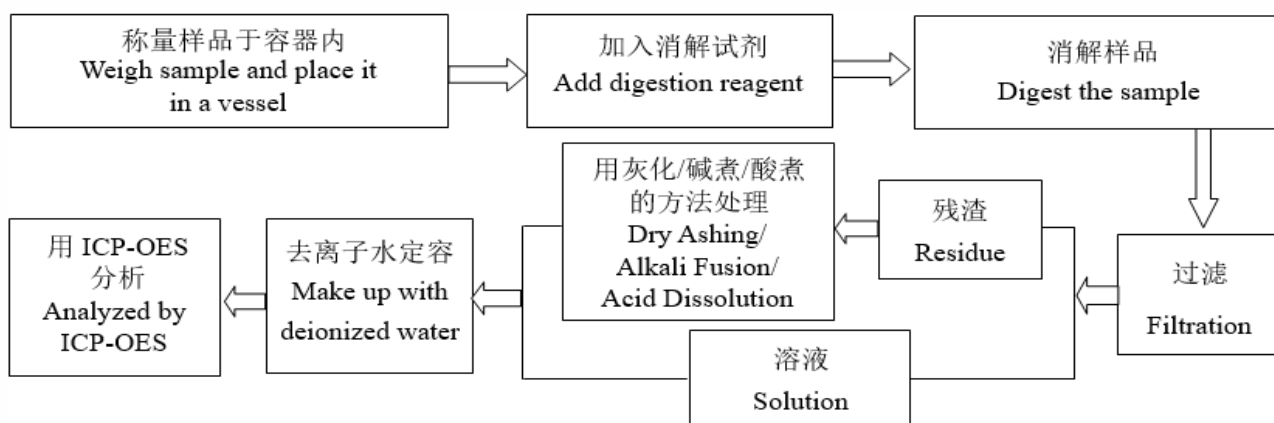 称量样品于容器内
Weigh sample and place it
in a vessel
加入消解试剂
Add digestion reagent
消解样品
Digest the sample
过滤
Filtration
残渣
Residue
用灰化/碱煮/酸煮
的方法处理
Dry Ashing/
Alkali Fusion/
Acid Dissolution
溶液
Solution
去离子水定容
Make up with
deionized water
用 ICP-OES
分析
Analyzed by
ICP-OES